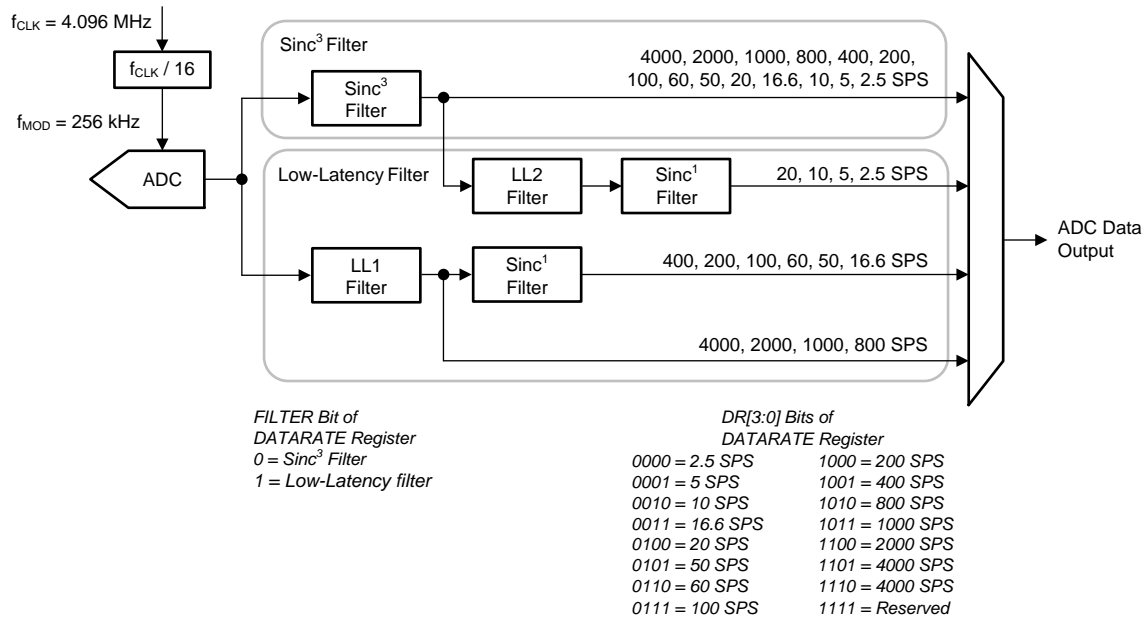 f_CLK = 4.096 MHz
f_CLK / 16
f_MOD = 256 kHz
ADC
Sinc³ Filter
Sinc³
Filter
4000, 2000, 1000, 800, 400, 200,
100, 60, 50, 20, 16.6, 10, 5, 2.5 SPS
Low-Latency Filter
LL2
Filter
Sinc¹
Filter
20, 10, 5, 2.5 SPS
LL1
Filter
Sinc¹
Filter
400, 200, 100, 60, 50, 16.6 SPS
4000, 2000, 1000, 800 SPS
ADC Data
Output
FILTER Bit of
DATARATE Register
0 = Sinc³ Filter
1 = Low-Latency filter
DR[3:0] Bits of
DATARATE Register
0000 = 2.5 SPS
0001 = 5 SPS
0010 = 10 SPS
0011 = 16.6 SPS
0100 = 20 SPS
0101 = 50 SPS
0110 = 60 SPS
0111 = 100 SPS
1000 = 200 SPS
1001 = 400 SPS
1010 = 800 SPS
1011 = 1000 SPS
1100 = 2000 SPS
1101 = 4000 SPS
1110 = 4000 SPS
1111 = Reserved